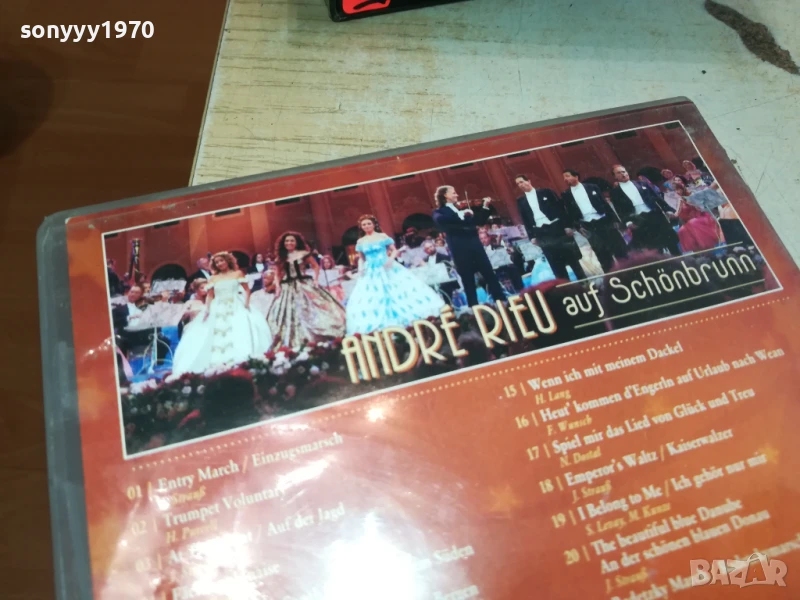 sonyyy1970
ANDRÉ RIEU auf Schönbrunn
01 | Entry March / Einzugsmarsch
Strauß
02 | Trumpet Voluntary
H. Purcell
03 | / Auf der Jagd
Süden
15 | Wenn ich mit meinem Dackel
H. Lang
16 | Heut' kommen d'Engerln auf Urlaub nach Wean
F. Wunsch
17 | Spiel mir das Lied von Glück und Treu
N. Dostal
18 | Emperor's Waltz / Kaiserwalzer
J. Strauß
19 | I Belong to Me / Ich gehör nur mir
S. Levay, M. Kunze
20 | The beautiful blue Danube
An der schönen blauen Donau
J. Strauß
BAZAR